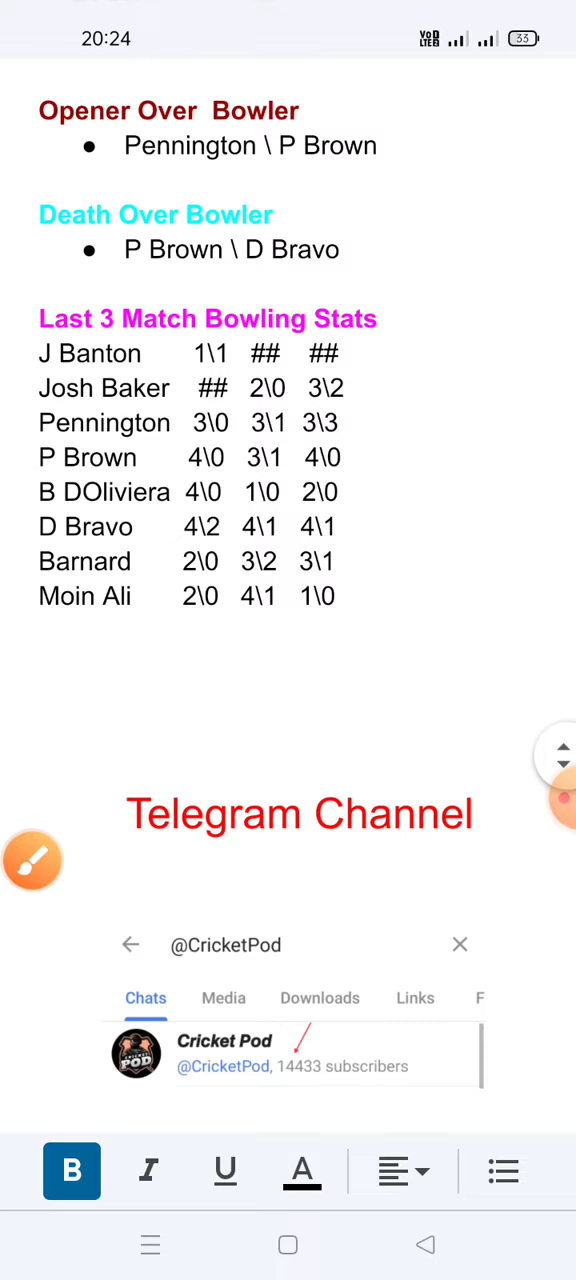 20:24
VoD LTE2 33
Opener Over Bowler
• Pennington \ P Brown
Death Over Bowler
• P Brown \ D Bravo
Last 3 Match Bowling Stats
J Banton 1\1 ## ##
Josh Baker ## 2\0 3\2
Pennington 3\0 3\1 3\3
P Brown 4\0 3\1 4\0
B DOliviera 4\0 1\0 2\0
D Bravo 4\2 4\1 4\1
Barnard 2\0 3\2 3\1
Moin Ali 2\0 4\1 1\0
Telegram Channel
@CricketPod
Chats Media Downloads Links F
Cricket Pod
@CricketPod, 14433 subscribers
POD
B I U A